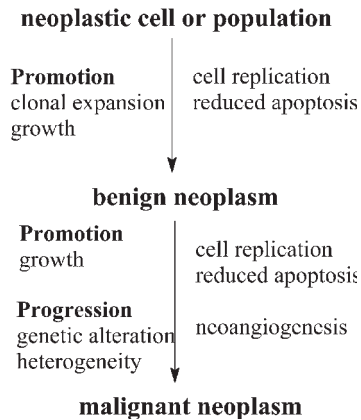 neoplastic cell or population
Promotion
clonal expansion
growth
cell replication
reduced apoptosis
benign neoplasm
Promotion
growth
cell replication
reduced apoptosis
Progression
genetic alteration
heterogeneity
neoangiogenesis
malignant neoplasm